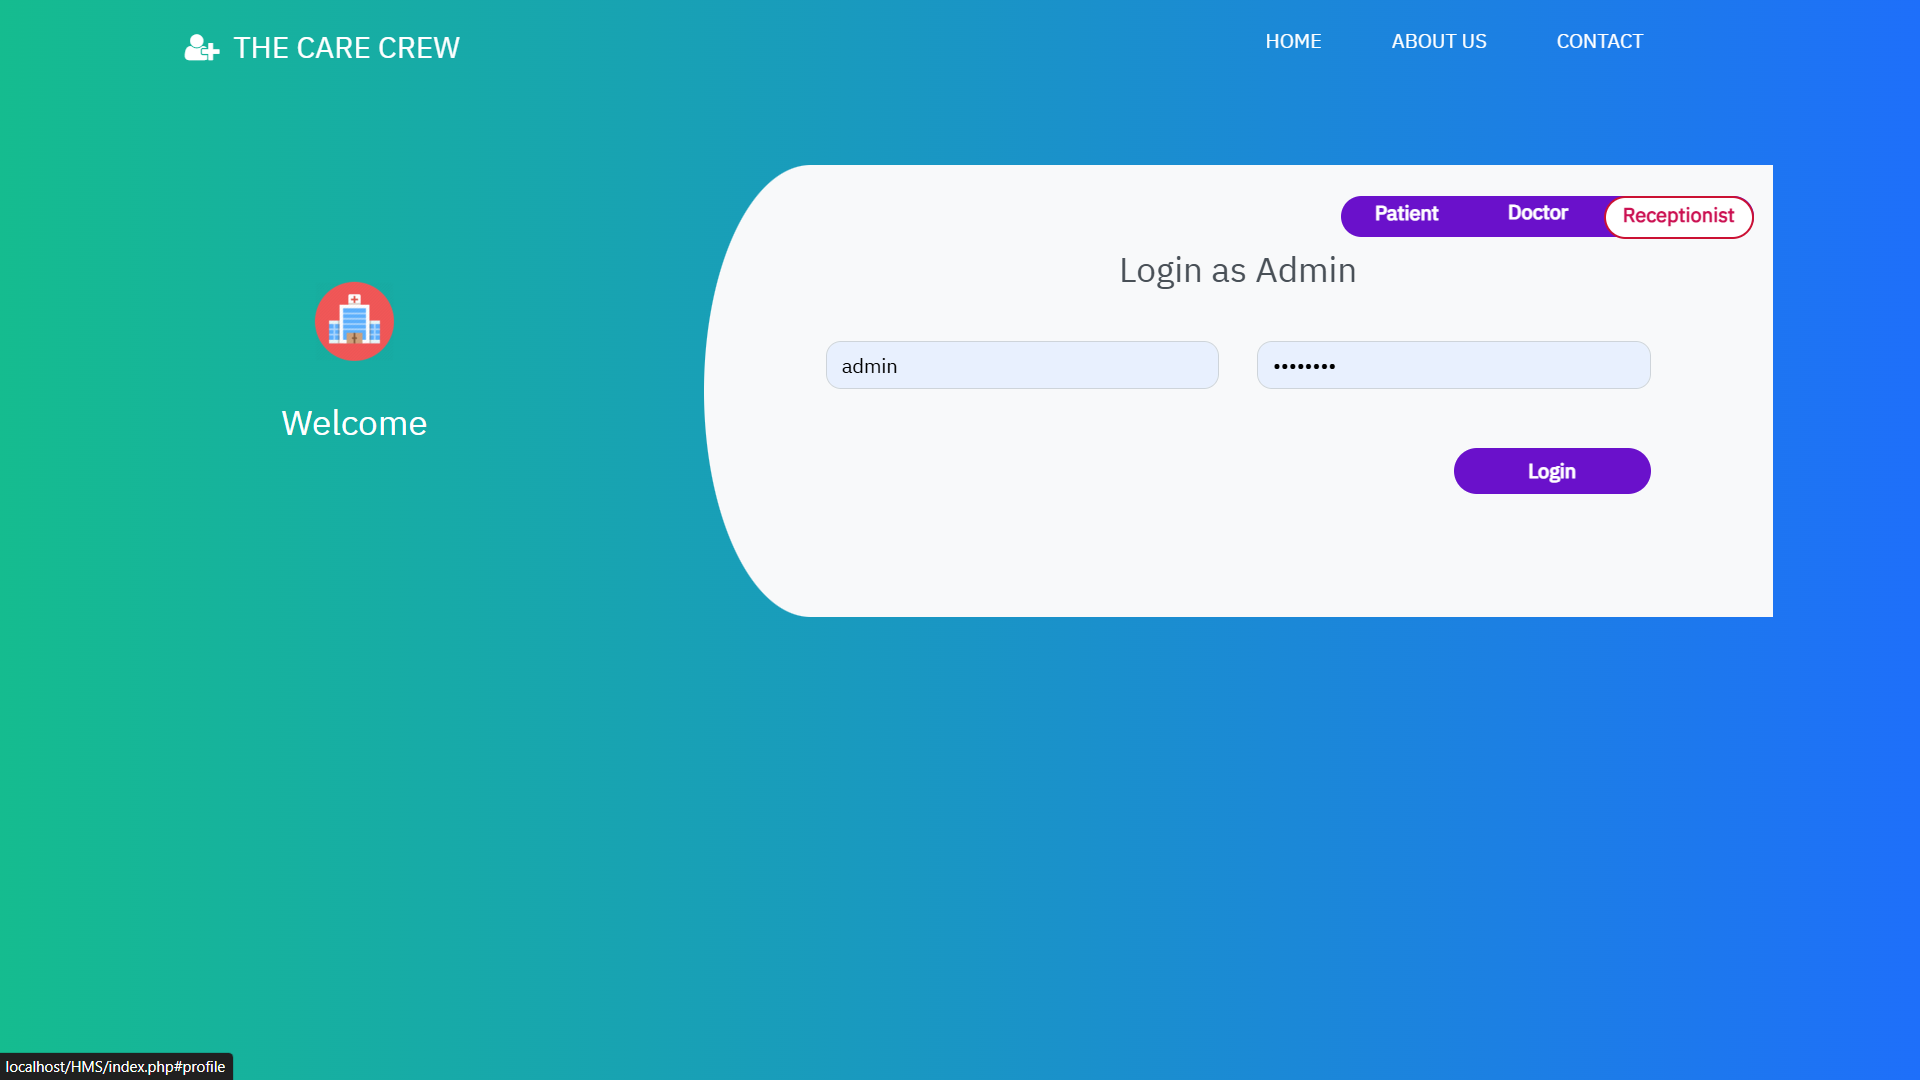 THE CARE CREW
HOME
ABOUT US
CONTACT
Patient
Doctor
Receptionist
Login as Admin
admin
••••••••
Login
Welcome
localhost/HMS/index.php#profile